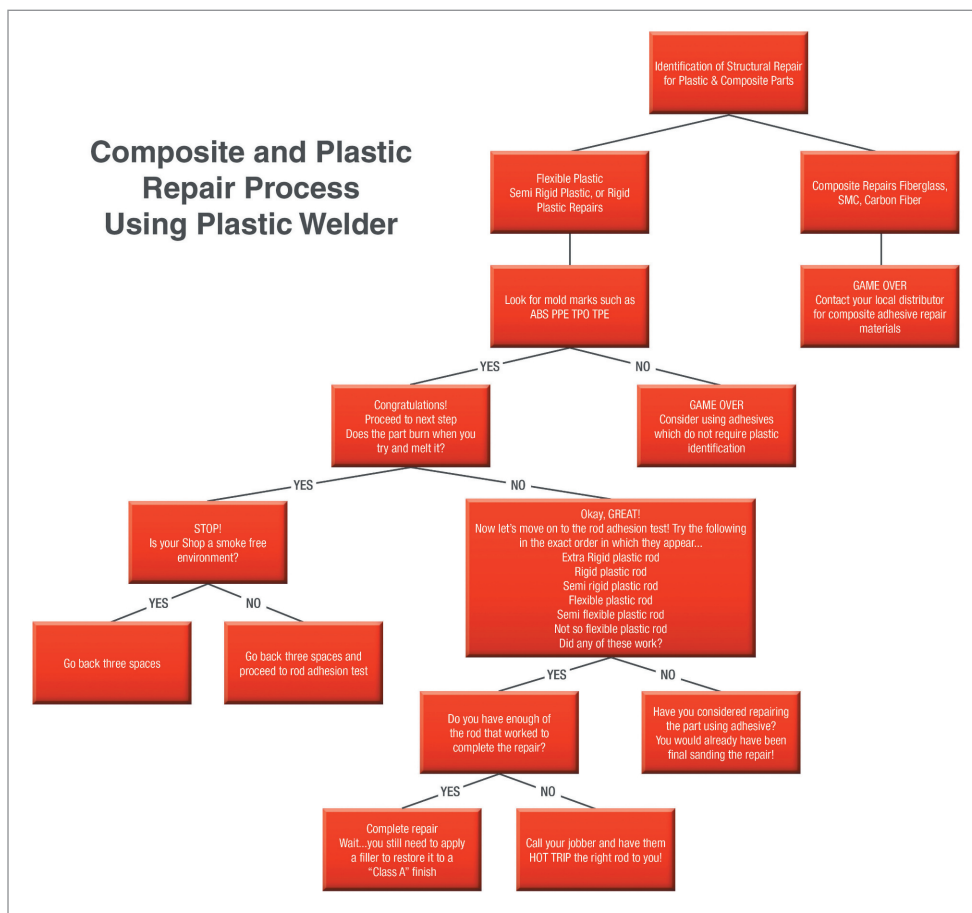 Composite and Plastic
Repair Process
Using Plastic Welder
Identification of Structural Repair
for Plastic & Composite Parts
Flexible Plastic
Semi Rigid Plastic, or Rigid
Plastic Repairs
Composite Repairs Fiberglass,
SMC, Carbon Fiber
Look for mold marks such as
ABS PPE TPO TPE
GAME OVER
Contact your local distributor
for composite adhesive repair
materials
YES
NO
Congratulations!
Proceed to next step
Does the part burn when you
try and melt it?
GAME OVER
Consider using adhesives
which do not require plastic
identification
YES
NO
STOP!
Is your Shop a smoke free
environment?
Okay, GREAT!
Now let's move on to the rod adhesion test! Try the following
in the exact order in which they appear...
Extra Rigid plastic rod
Rigid plastic rod
Semi rigid plastic rod
Flexible plastic rod
Semi flexible plastic rod
Not so flexible plastic rod
Did any of these work?
YES
NO
Go back three spaces
Go back three spaces and
proceed to rod adhesion test
YES
NO
Do you have enough of
the rod that worked to
complete the repair?
Have you considered repairing
the part using adhesive?
You would already have been
final sanding the repair!
YES
NO
Complete repair
Wait...you still need to apply
a filler to restore it to a
"Class A" finish
Call your jobber and have them
HOT TRIP the right rod to you!